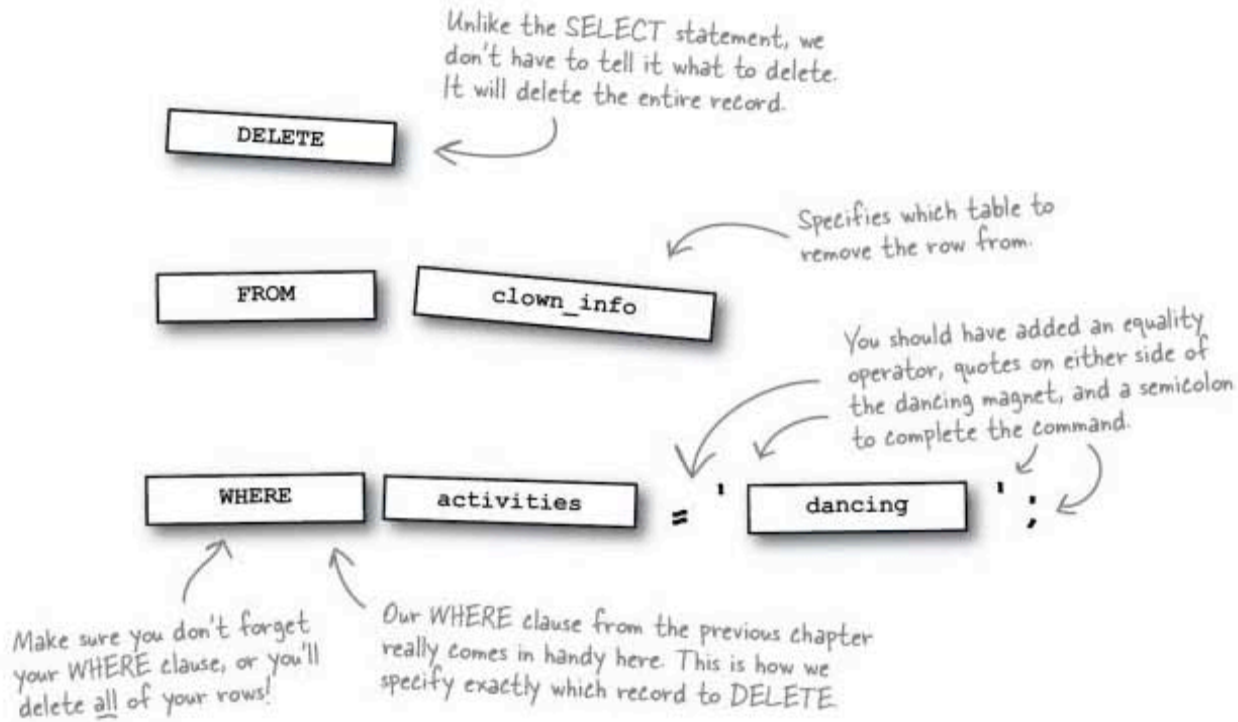 Unlike the SELECT statement, we
don't have to tell it what to delete.
It will delete the entire record.
DELETE
Specifies which table to
remove the row from.
FROM clown_info
You should have added an equality
operator, quotes on either side of
the dancing magnet, and a semicolon
to complete the command.
WHERE activities = ' dancing ' ;
Make sure you don't forget
your WHERE clause, or you'll
delete all of your rows!
Our WHERE clause from the previous chapter
really comes in handy here. This is how we
specify exactly which record to DELETE